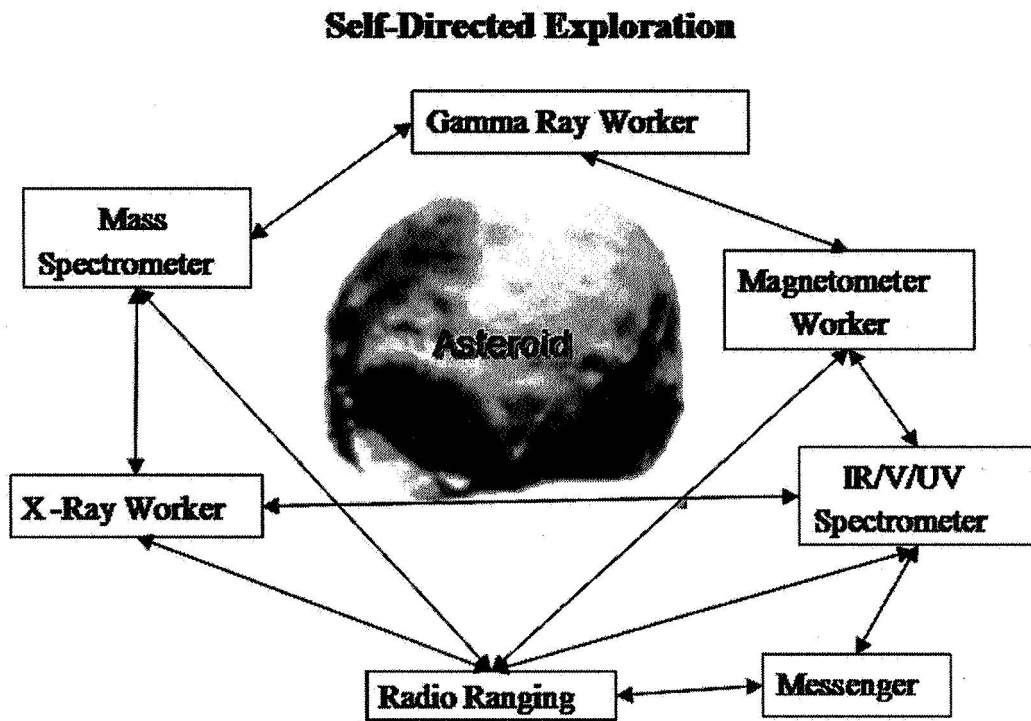 Self-Directed Exploration
Gamma Ray Worker
Mass
Spectrometer
Magnetometer
Worker
Asteroid
X-Ray Worker
IR/V/UV
Spectrometer
Radio Ranging
Messenger